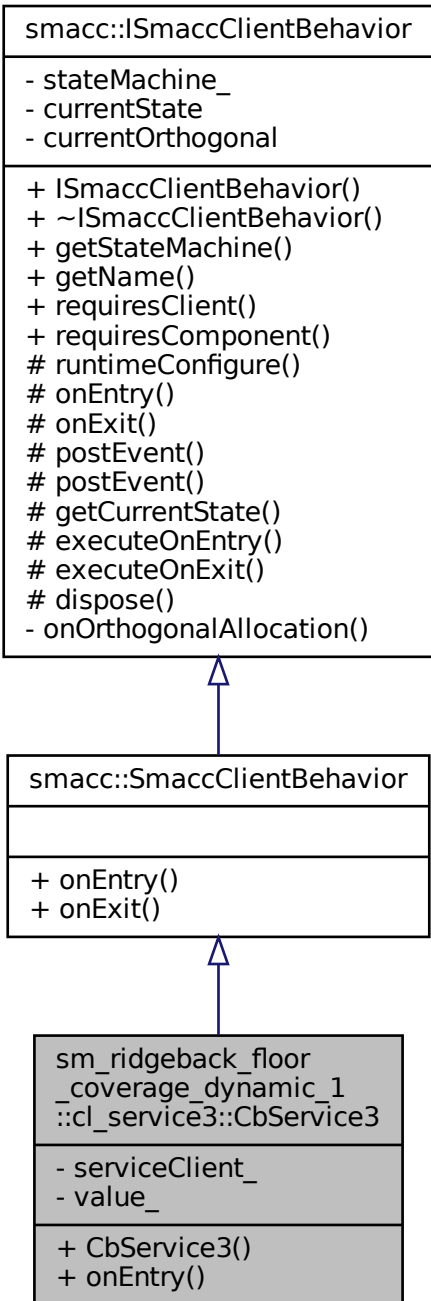 smacc::ISmaccClientBehavior
- stateMachine_
- currentState
- currentOrthogonal
+ ISmaccClientBehavior()
+ ~ISmaccClientBehavior()
+ getStateMachine()
+ getName()
+ requiresClient()
+ requiresComponent()
# runtimeConfigure()
# onEntry()
# onExit()
# postEvent()
# postEvent()
# getCurrentState()
# executeOnEntry()
# executeOnExit()
# dispose()
- onOrthogonalAllocation()
smacc::SmaccClientBehavior
+ onEntry()
+ onExit()
sm_ridgeback_floor
_coverage_dynamic_1
::cl_service3::CbService3
- serviceClient_
- value_
+ CbService3()
+ onEntry()